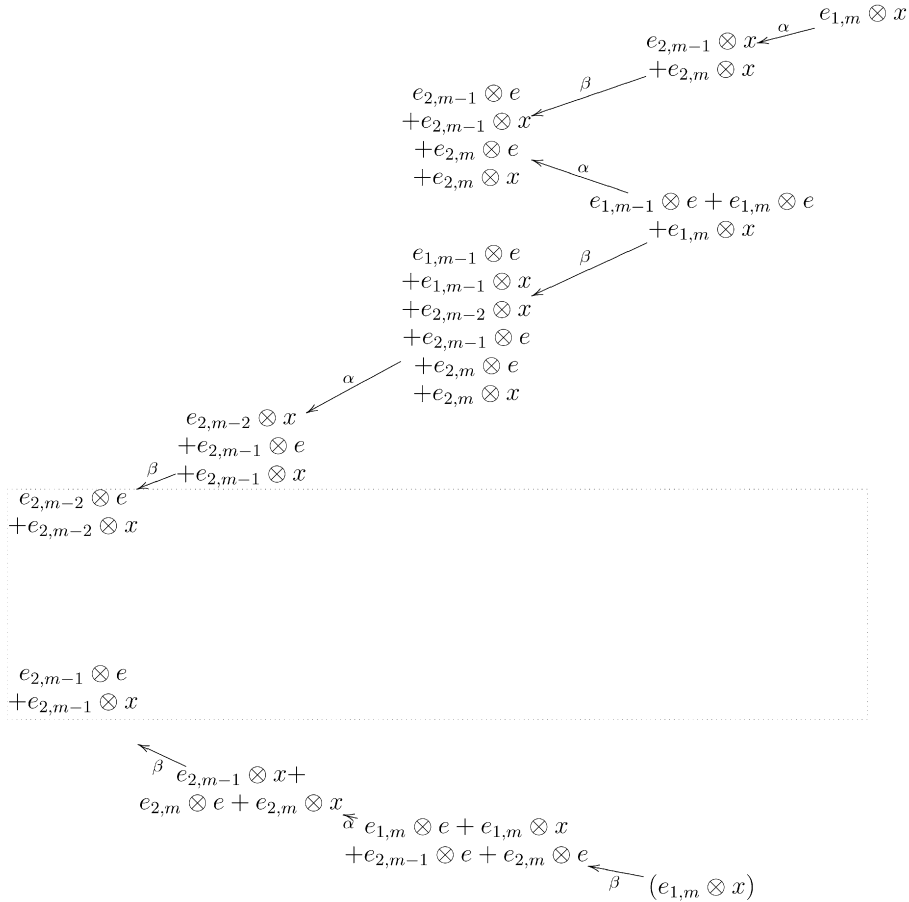 e_{1,m} ⊗ x
α
e_{2,m−1} ⊗ x
+e_{2,m} ⊗ x
β
e_{2,m−1} ⊗ e
+e_{2,m−1} ⊗ x
+e_{2,m} ⊗ e
+e_{2,m} ⊗ x
α
e_{1,m−1} ⊗ e + e_{1,m} ⊗ e
+e_{1,m} ⊗ x
β
e_{1,m−1} ⊗ e
+e_{1,m−1} ⊗ x
+e_{2,m−2} ⊗ x
+e_{2,m−1} ⊗ e
+e_{2,m} ⊗ e
+e_{2,m} ⊗ x
α
e_{2,m−2} ⊗ x
+e_{2,m−1} ⊗ e
+e_{2,m−1} ⊗ x
β
e_{2,m−2} ⊗ e
+e_{2,m−2} ⊗ x
e_{2,m−1} ⊗ e
+e_{2,m−1} ⊗ x
β
e_{2,m−1} ⊗ x+
e_{2,m} ⊗ e + e_{2,m} ⊗ x
α
e_{1,m} ⊗ e + e_{1,m} ⊗ x
+e_{2,m−1} ⊗ e + e_{2,m} ⊗ e
β
(e_{1,m} ⊗ x)